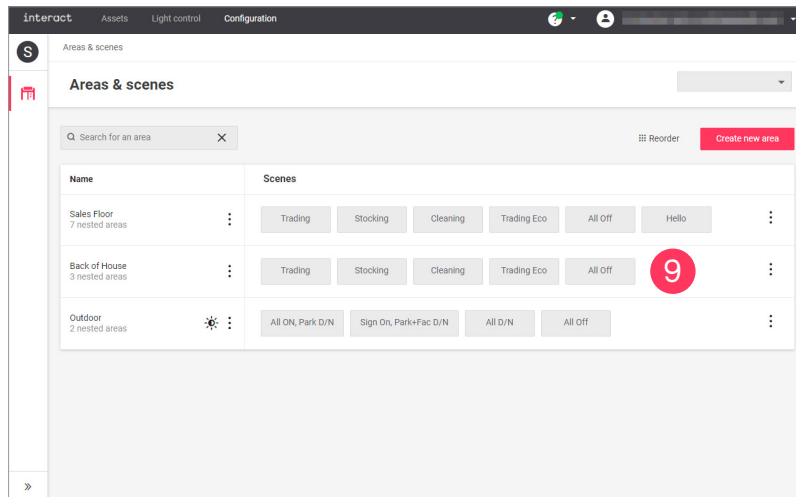 interact Assets Light control Configuration ?
S Areas & scenes
Areas & scenes
Search for an area Reorder Create new area
Name Scenes
Sales Floor Trading Stocking Cleaning Trading Eco All Off Hello
7 nested areas
Back of House Trading Stocking Cleaning Trading Eco All Off 9
3 nested areas
Outdoor All ON, Park D/N Sign On, Park+Fac D/N All D/N All Off
2 nested areas